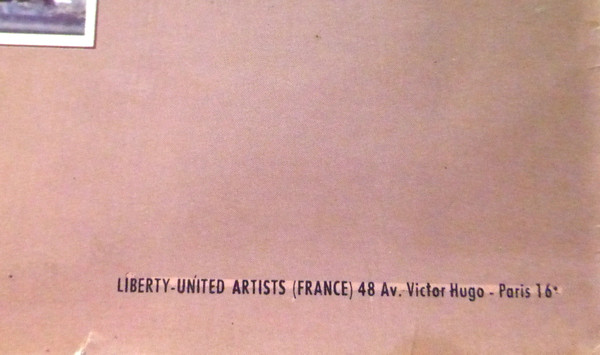 LIBERTY-UNITED ARTISTS (FRANCE) 48 Av. Victor Hugo - Paris 16ᵉ